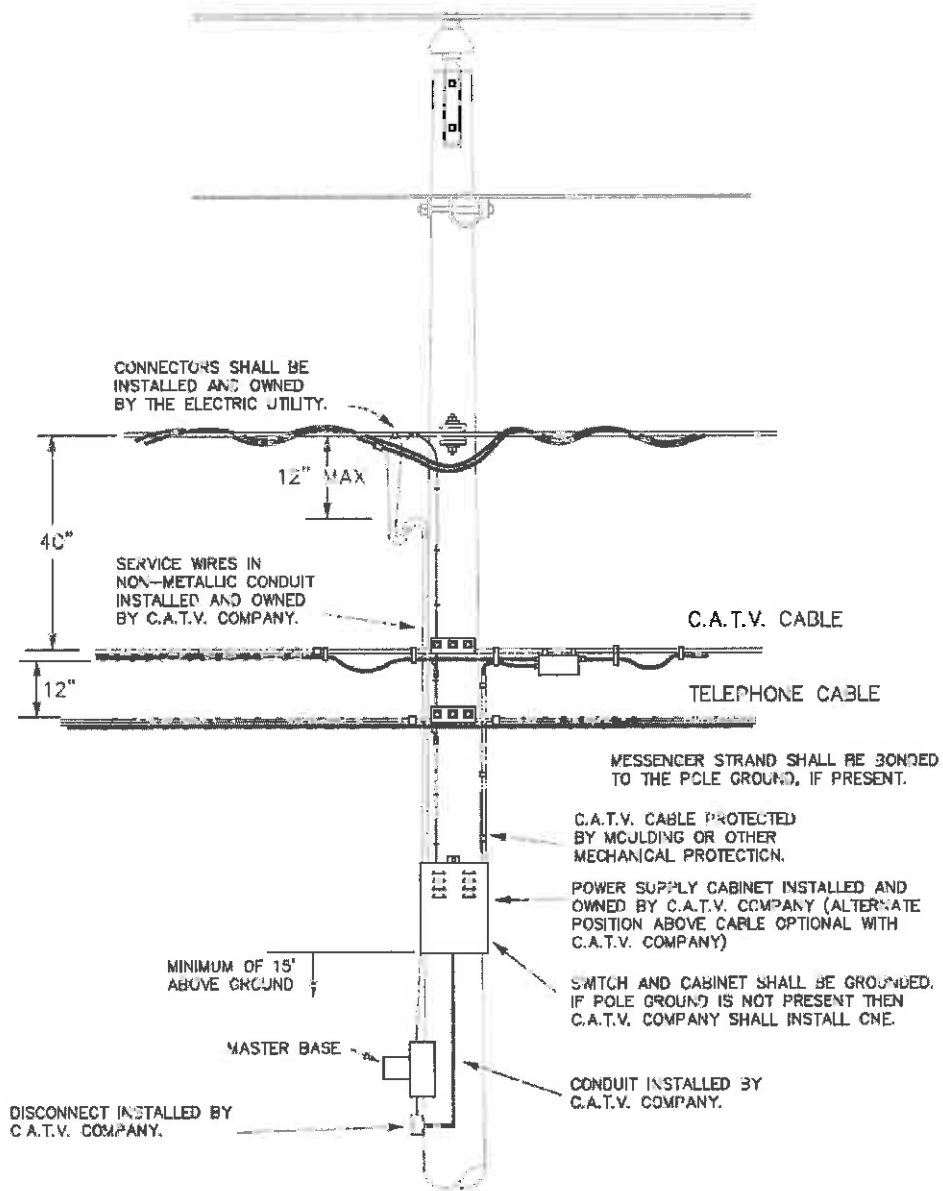 CONNECTORS SHALL BE
INSTALLED AND OWNED
BY THE ELECTRIC UTILITY.
12" MAX
40"
SERVICE WIRES IN
NON-METALLIC CONDUIT
INSTALLED AND OWNED
BY C.A.T.V. COMPANY.
C.A.T.V. CABLE
12"
TELEPHONE CABLE
MESSENGER STRAND SHALL BE BONDED
TO THE POLE GROUND, IF PRESENT.
C.A.T.V. CABLE PROTECTED
BY MOULDING OR OTHER
MECHANICAL PROTECTION.
POWER SUPPLY CABINET INSTALLED AND
OWNED BY C.A.T.V. COMPANY (ALTERNATE
POSITION ABOVE CABLE OPTIONAL WITH
C.A.T.V. COMPANY)
MINIMUM OF 15'
ABOVE GROUND
SWITCH AND CABINET SHALL BE GROUNDED.
IF POLE GROUND IS NOT PRESENT THEN
C.A.T.V. COMPANY SHALL INSTALL ONE.
MASTER BASE
CONDUIT INSTALLED BY
C.A.T.V. COMPANY.
DISCONNECT INSTALLED BY
C.A.T.V. COMPANY.